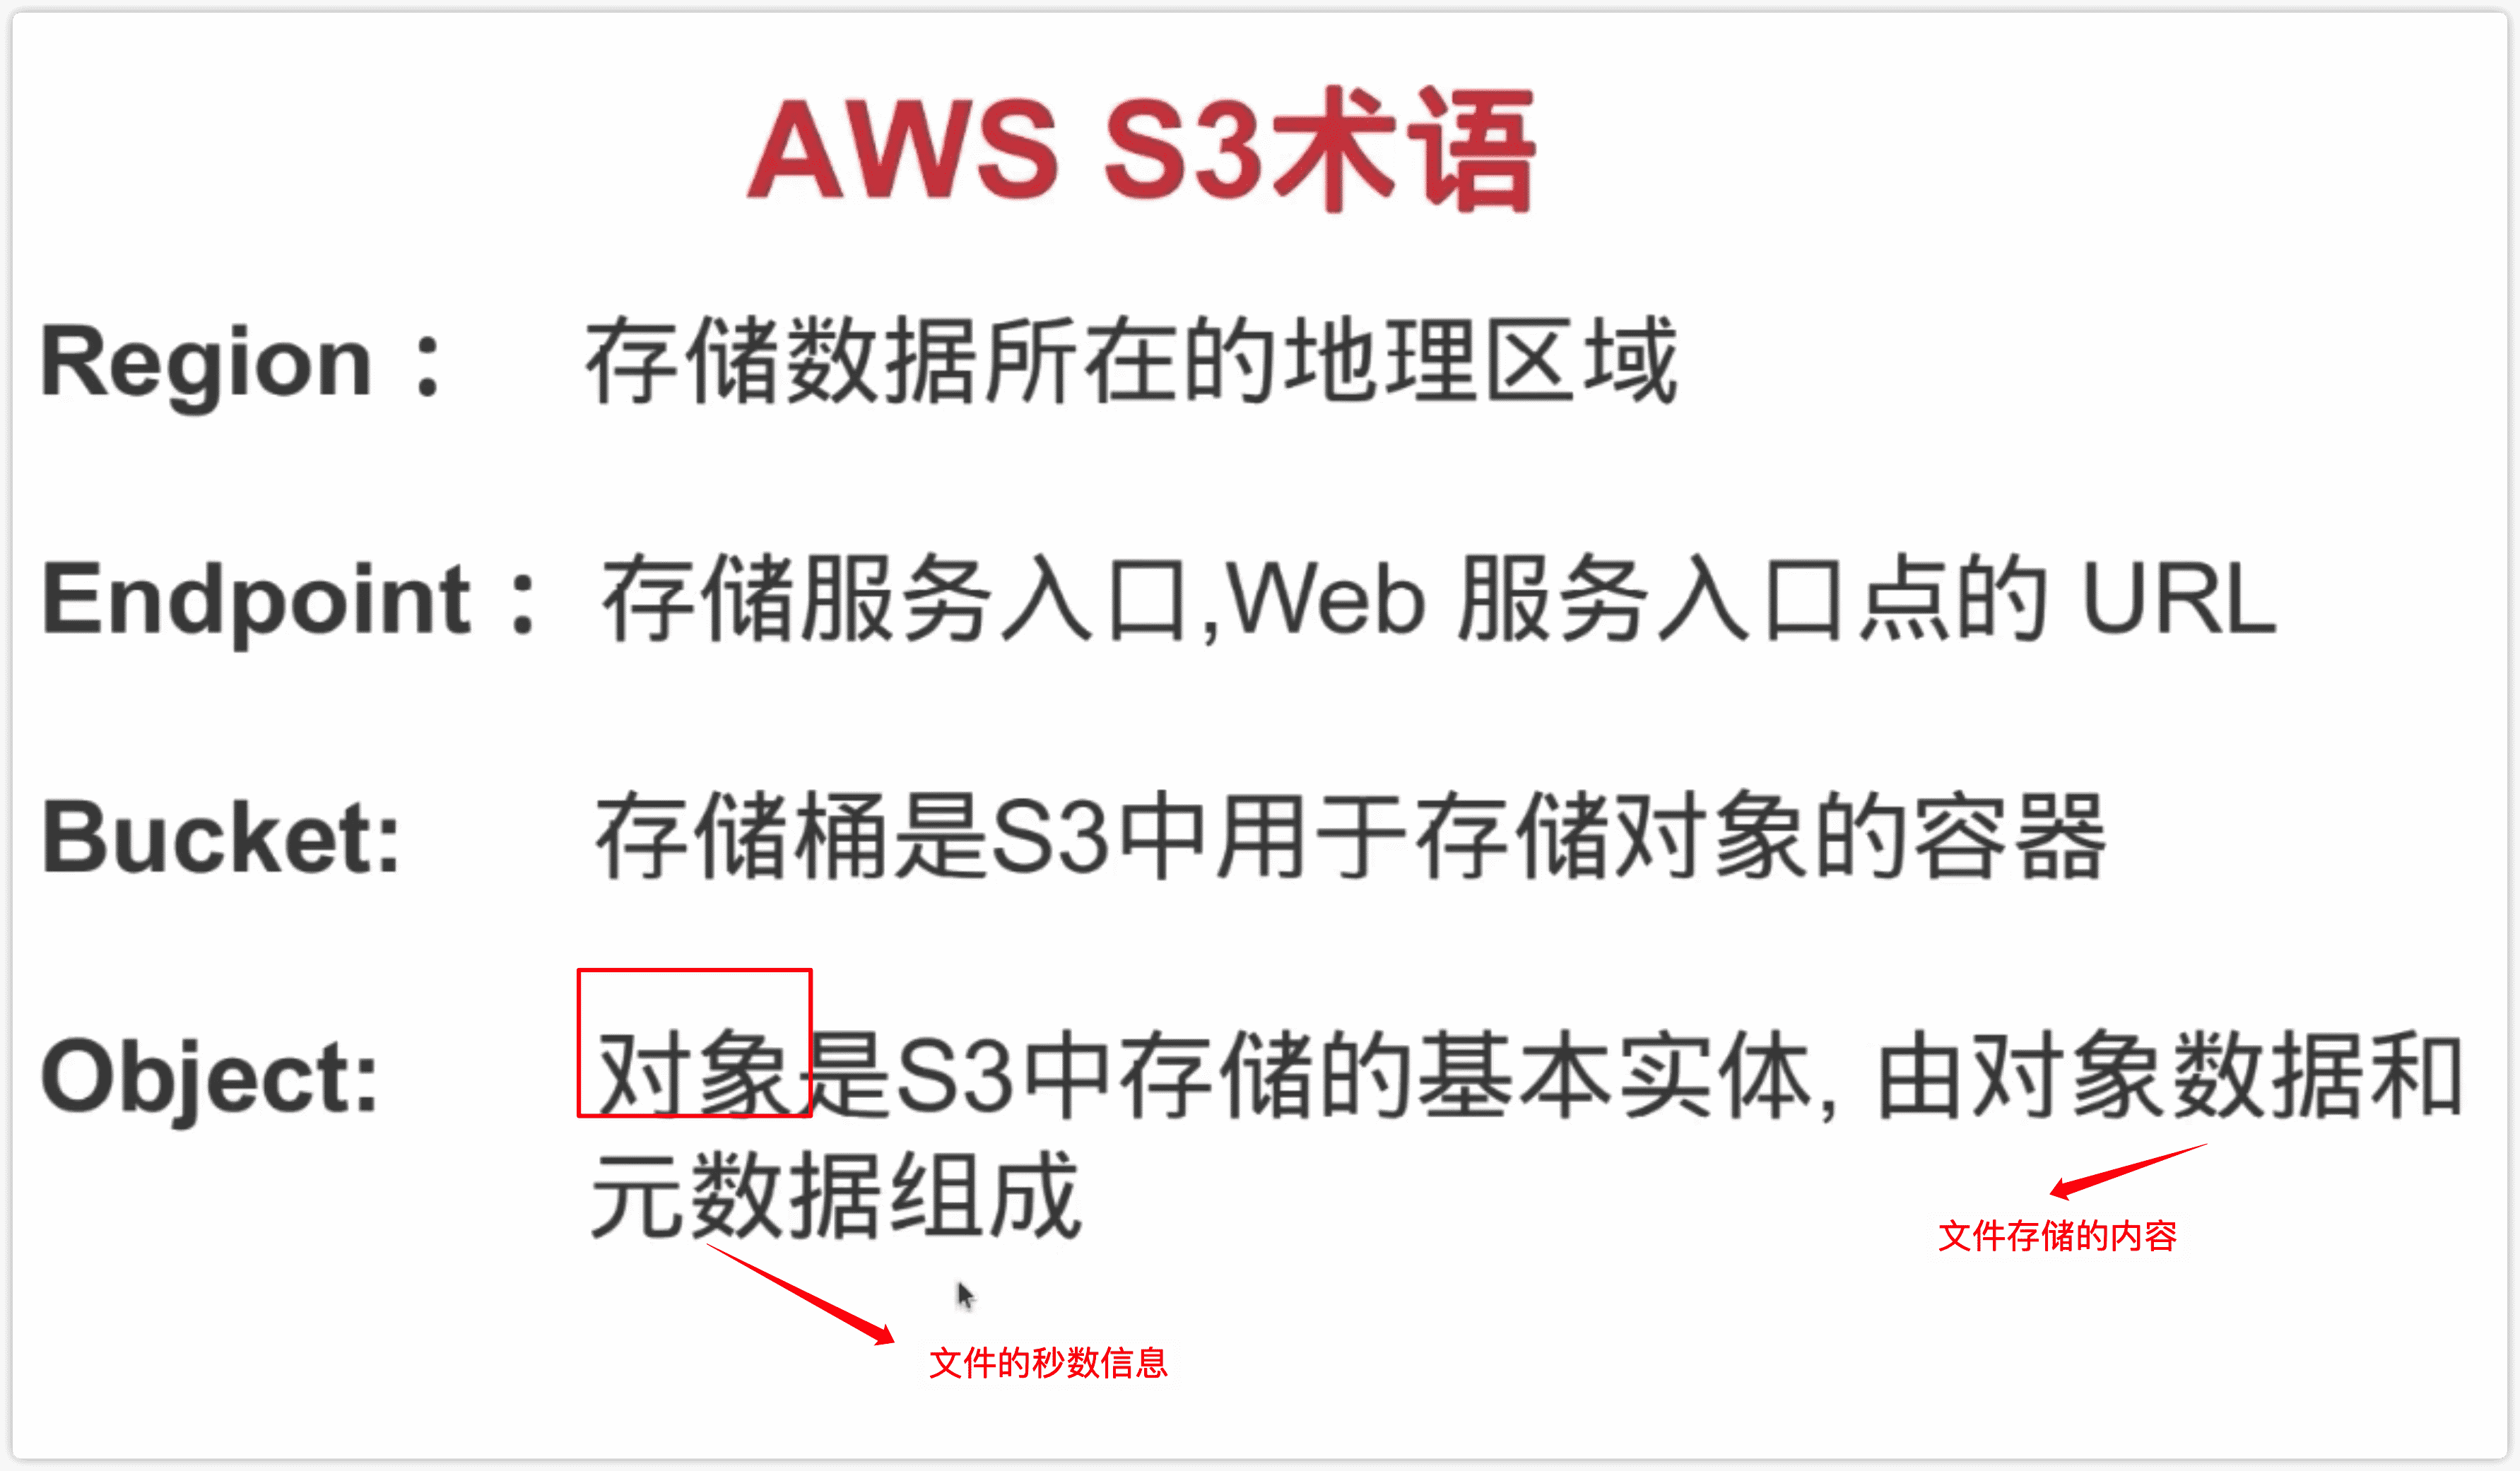 AWS S3术语
Region： 存储数据所在的地理区域
Endpoint： 存储服务入口,Web 服务入口点的 URL
Bucket: 存储桶是S3中用于存储对象的容器
Object: 对象是S3中存储的基本实体, 由对象数据和
元数据组成
文件存储的内容
文件的秒数信息